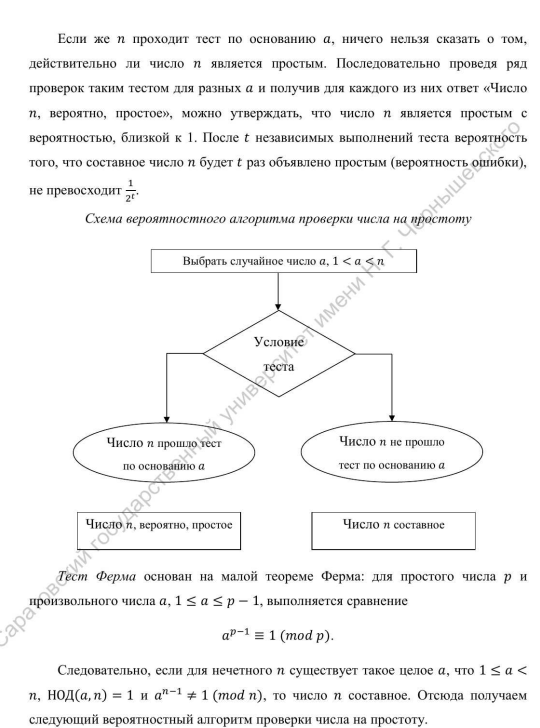 Если же n проходит тест по основанию a, ничего нельзя сказать о том,
действительно ли число n является простым. Последовательно проведя ряд
проверок таким тестом для разных a и получив для каждого из них ответ «Число
n, вероятно, простое», можно утверждать, что число n является простым с
вероятностью, близкой к 1. После t независимых выполнений теста вероятность
того, что составное число n будет t раз объявлено простым (вероятность ошибки),
не превосходит 1/2^t.
Схема вероятностного алгоритма проверки числа на простоту
Выбрать случайное число a, 1 < a < n
Условие
теста
Число n прошло тест
по основанию a
Число n не прошло
тест по основанию a
Число n, вероятно, простое
Число n составное
Тест Ферма основан на малой теореме Ферма: для простого числа p и
произвольного числа a, 1 ≤ a ≤ p − 1, выполняется сравнение
a^{p−1} ≡ 1 (mod p).
Следовательно, если для нечетного n существует такое целое a, что 1 ≤ a <
n, НОД(a, n) = 1 и a^{n−1} ≠ 1 (mod n), то число n составное. Отсюда получаем
следующий вероятностный алгоритм проверки числа на простоту.
Саратовский государственный университет имени Н. Г. Чернышевского